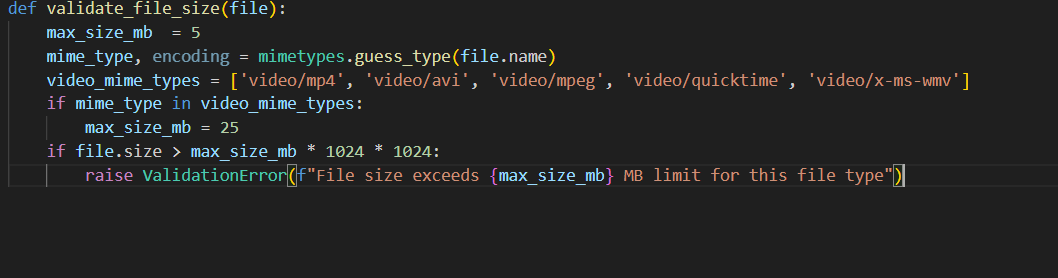 def validate_file_size(file):
    max_size_mb  = 5
    mime_type, encoding = mimetypes.guess_type(file.name)
    video_mime_types = ['video/mp4', 'video/avi', 'video/mpeg', 'video/quicktime', 'video/x-ms-wmv']
    if mime_type in video_mime_types:
        max_size_mb = 25
    if file.size > max_size_mb * 1024 * 1024:
        raise ValidationError(f"File size exceeds {max_size_mb} MB limit for this file type")